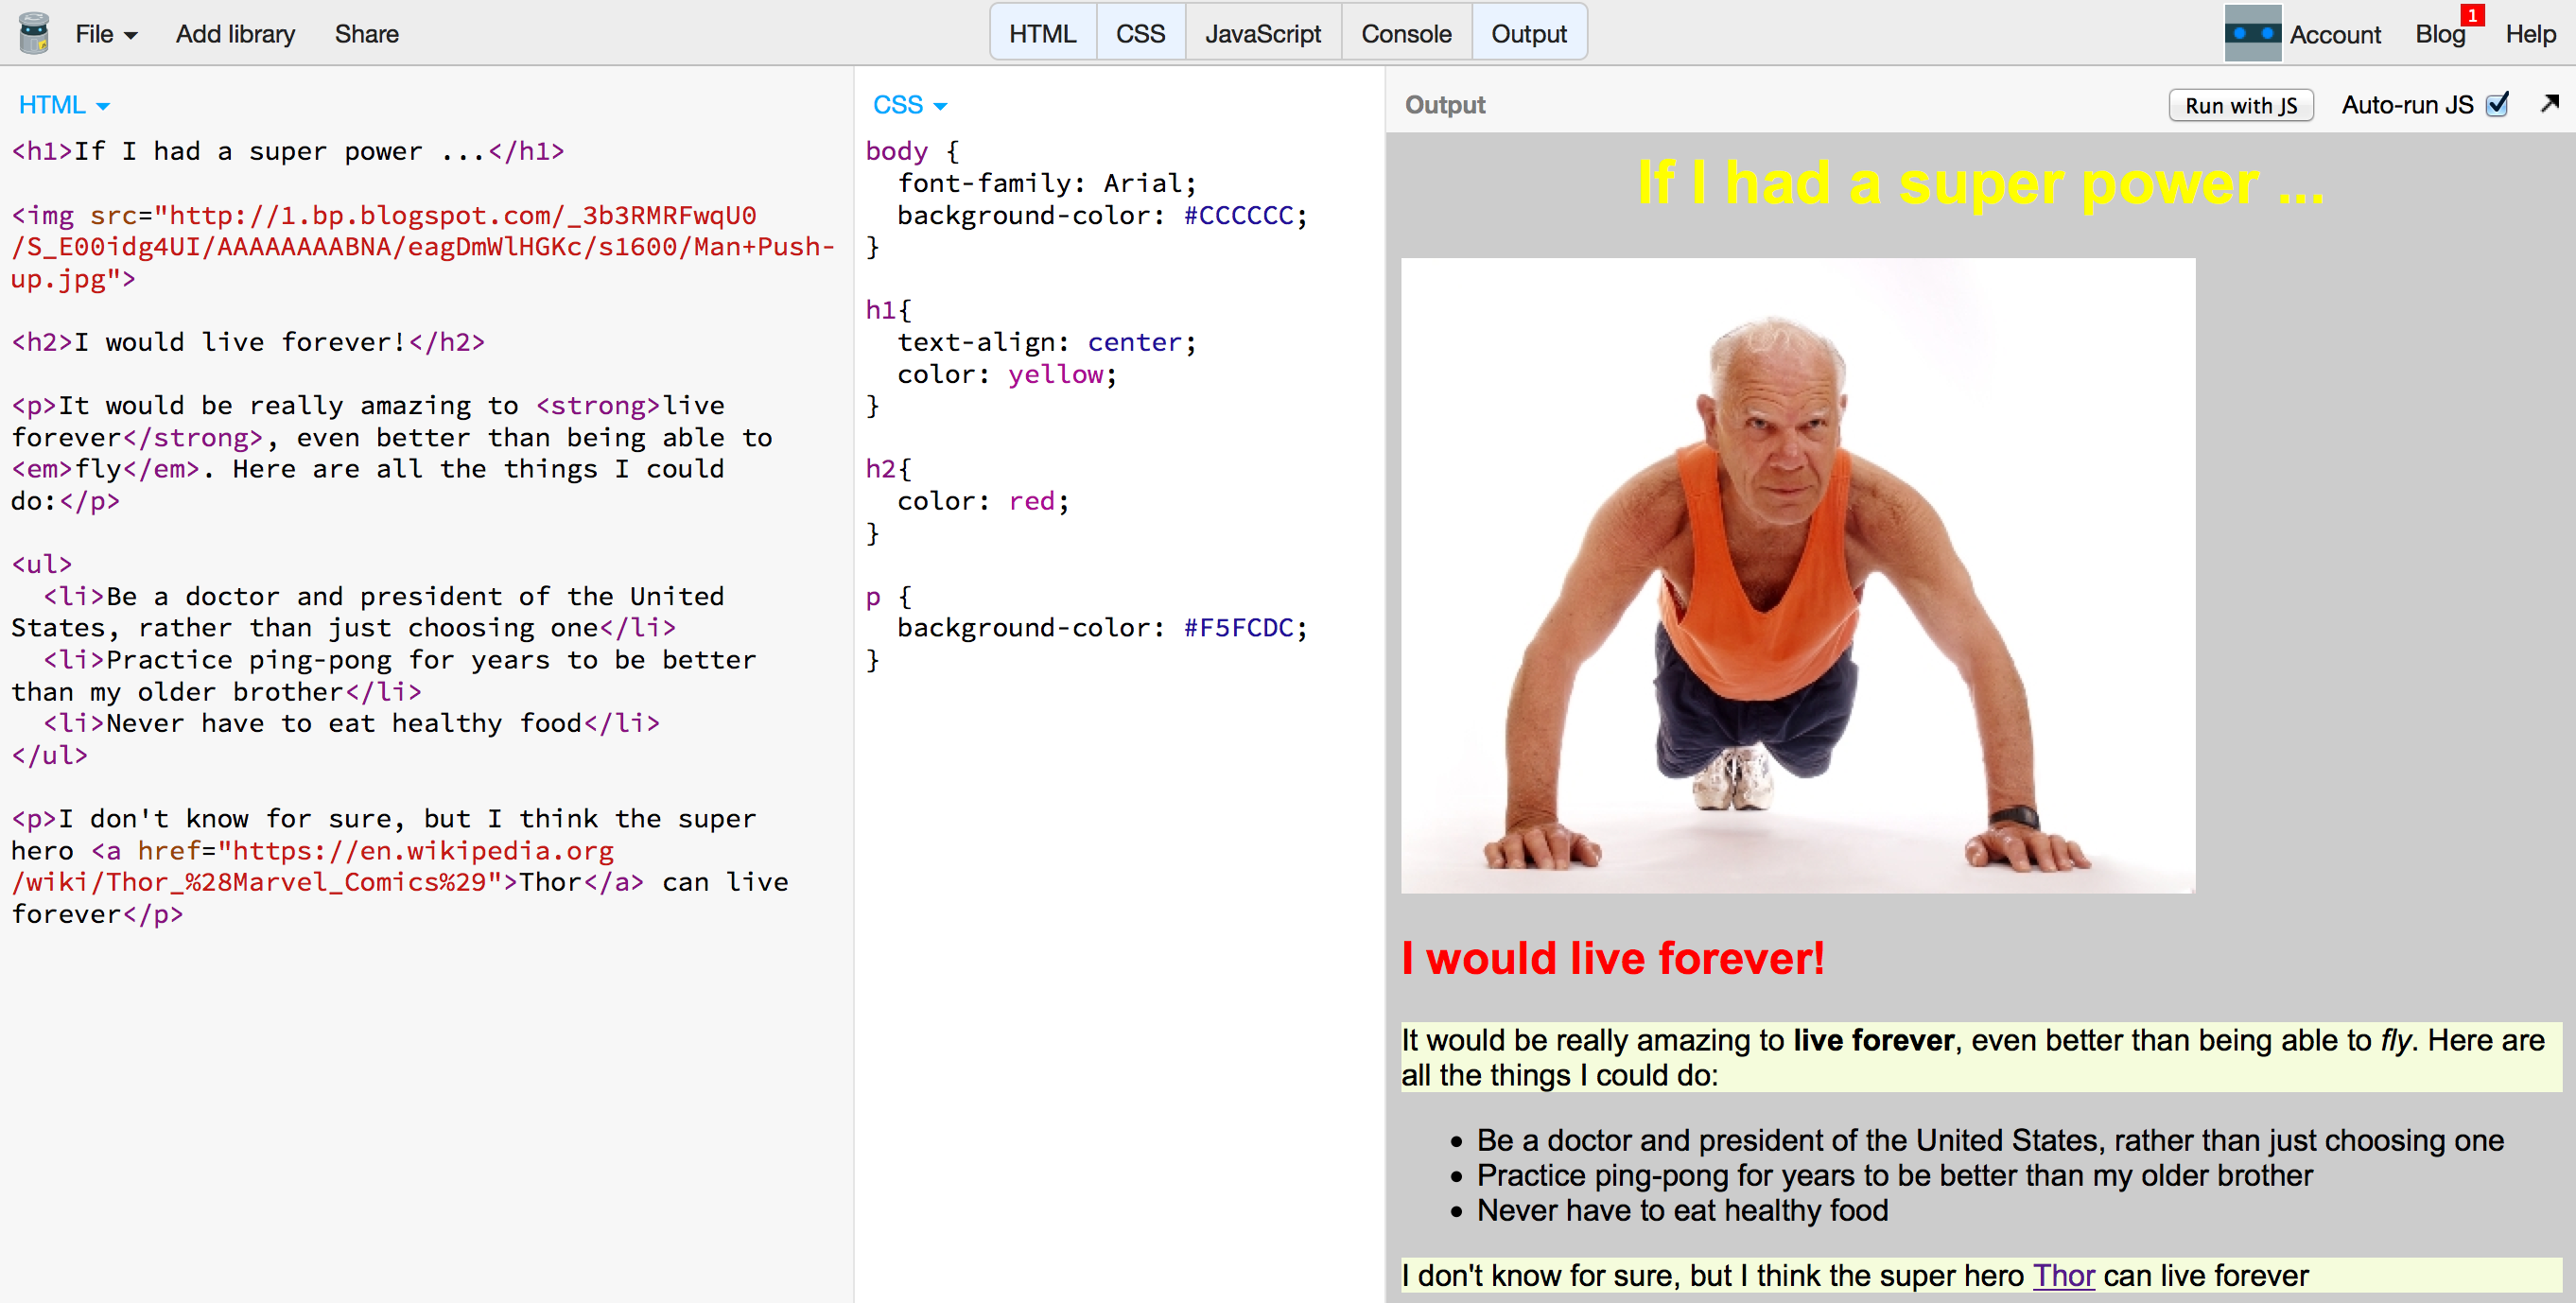 File Add library Share HTML CSS JavaScript Console Output Account Blog 1 Help
HTML
<h1>If I had a super power ...</h1>
<img src="http://1.bp.blogspot.com/_3b3RMRFwqU0
/S_E00idg4UI/AAAAAAAABNA/eagDmWlHGKc/s1600/Man+Push-
up.jpg">
<h2>I would live forever!</h2>
<p>It would be really amazing to <strong>live
forever</strong>, even better than being able to
<em>fly</em>. Here are all the things I could
do:</p>
<ul>
<li>Be a doctor and president of the United
States, rather than just choosing one</li>
<li>Practice ping-pong for years to be better
than my older brother</li>
<li>Never have to eat healthy food</li>
</ul>
<p>I don't know for sure, but I think the super
hero <a href="https://en.wikipedia.org
/wiki/Thor_%28Marvel_Comics%29">Thor</a> can live
forever</p>
CSS
body {
font-family: Arial;
background-color: #CCCCCC;
}
h1{
text-align: center;
color: yellow;
}
h2{
color: red;
}
p {
background-color: #F5FCDC;
}
Output Run with JS Auto-run JS
If I had a super power ...
I would live forever!
It would be really amazing to live forever, even better than being able to fly. Here are
all the things I could do:
• Be a doctor and president of the United States, rather than just choosing one
• Practice ping-pong for years to be better than my older brother
• Never have to eat healthy food
I don't know for sure, but I think the super hero Thor can live forever